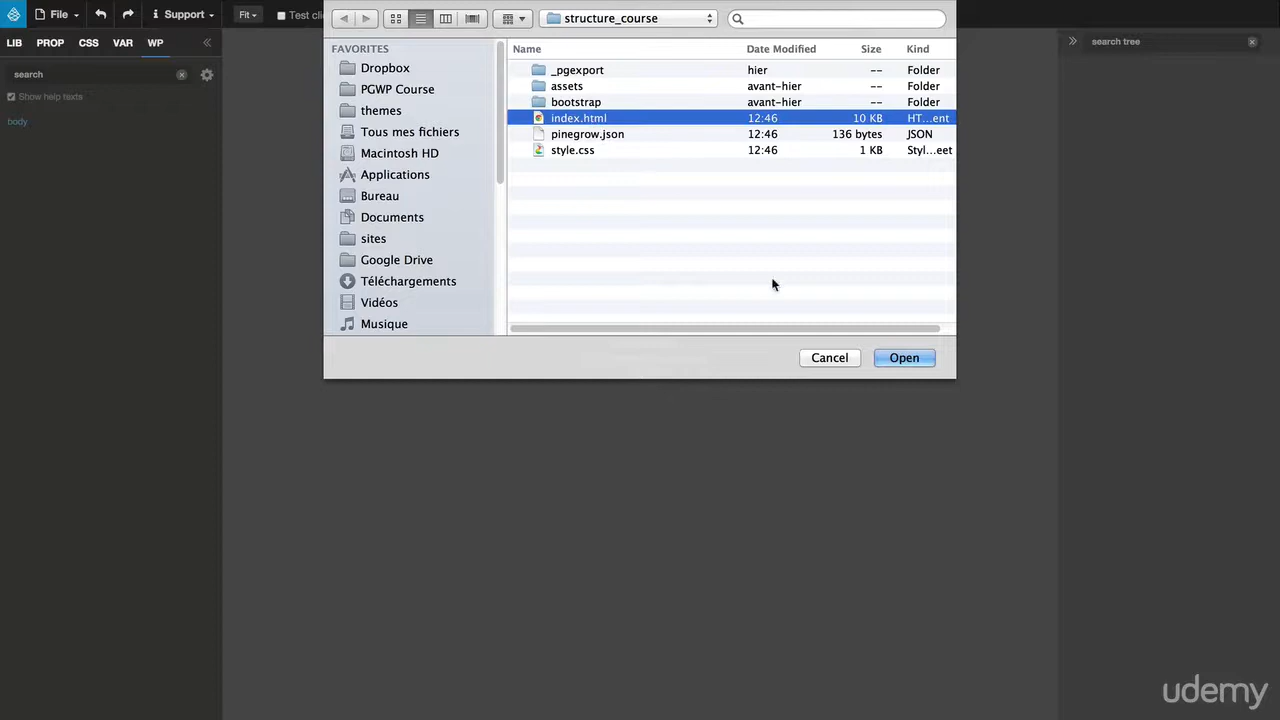 File
Support
Fit
Test cli
structure_course
LIB PROP CSS VAR WP
search tree
search
Show help texts
body
FAVORITES
Dropbox
PGWP Course
themes
Tous mes fichiers
Macintosh HD
Applications
Bureau
Documents
sites
Google Drive
Téléchargements
Vidéos
Musique
Name Date Modified Size Kind
_pgexport hier -- Folder
assets avant-hier -- Folder
bootstrap avant-hier -- Folder
index.html 12:46 10 KB HT...ent
pinegrow.json 12:46 136 bytes JSON
style.css 12:46 1 KB Styl...eet
Cancel Open
udemy